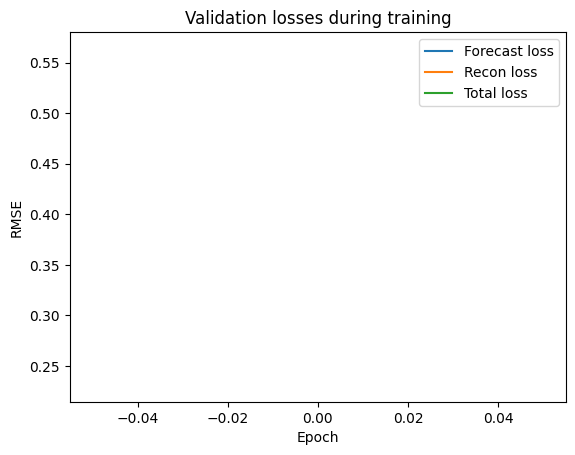 Validation losses during training
Forecast loss
Recon loss
Total loss
0.55
0.50
0.45
0.40
0.35
0.30
0.25
RMSE
−0.04
−0.02
0.00
0.02
0.04
Epoch